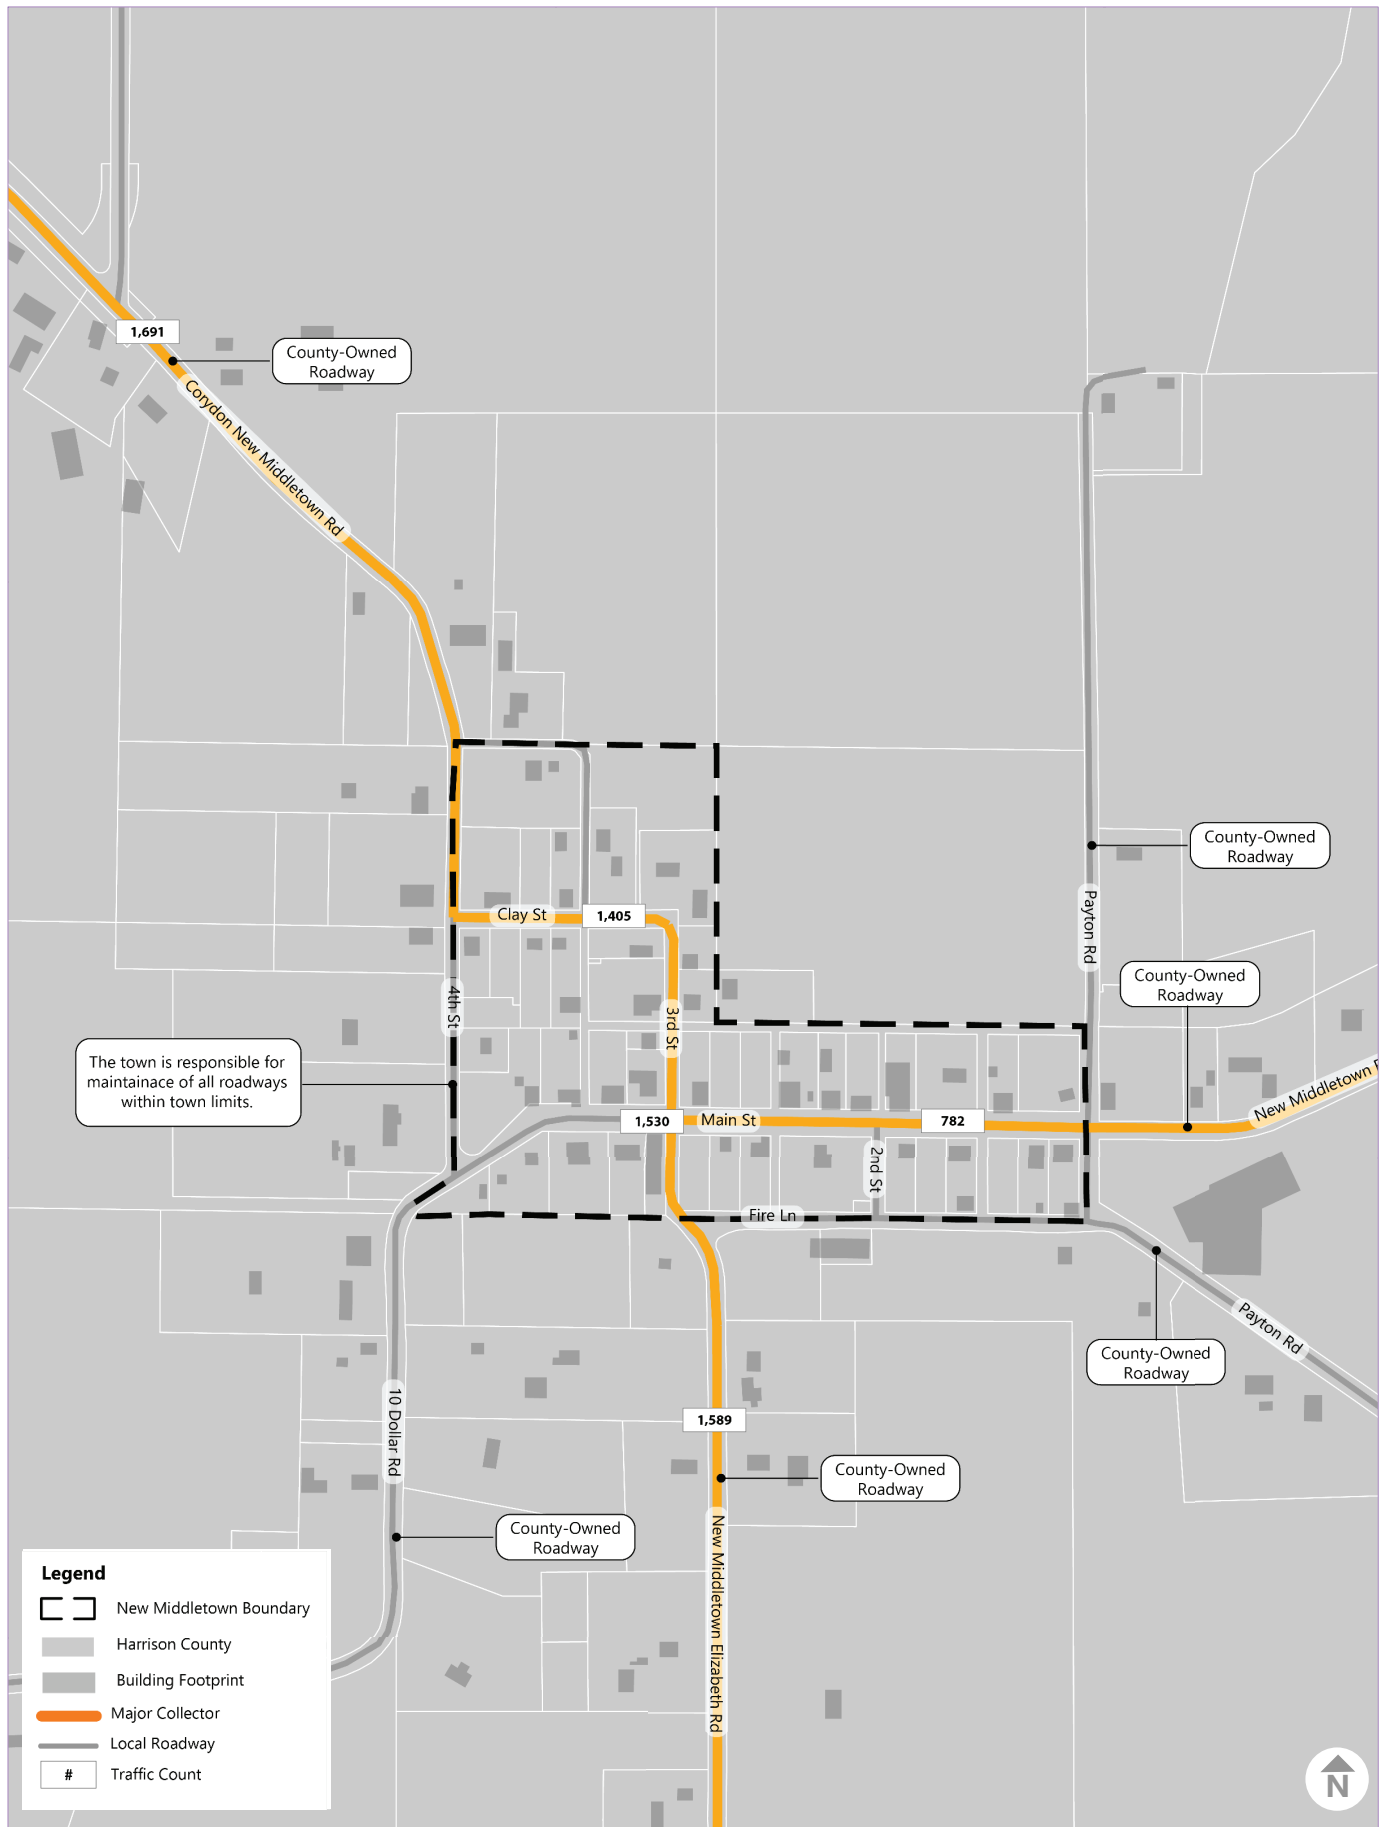 1,691
County-Owned
Roadway
Corydon New Middletown Rd
County-Owned
Roadway
Payton Rd
Clay St
1,405
County-Owned
Roadway
4th St
3rd St
The town is responsible for
maintainace of all roadways
within town limits.
New Middletown
1,530
Main St
782
2nd St
Fire Ln
Payton Rd
County-Owned
Roadway
10 Dollar Rd
1,589
County-Owned
Roadway
County-Owned
Roadway
New Middletown Elizabeth Rd
Legend
New Middletown Boundary
Harrison County
Building Footprint
Major Collector
Local Roadway
# Traffic Count
N